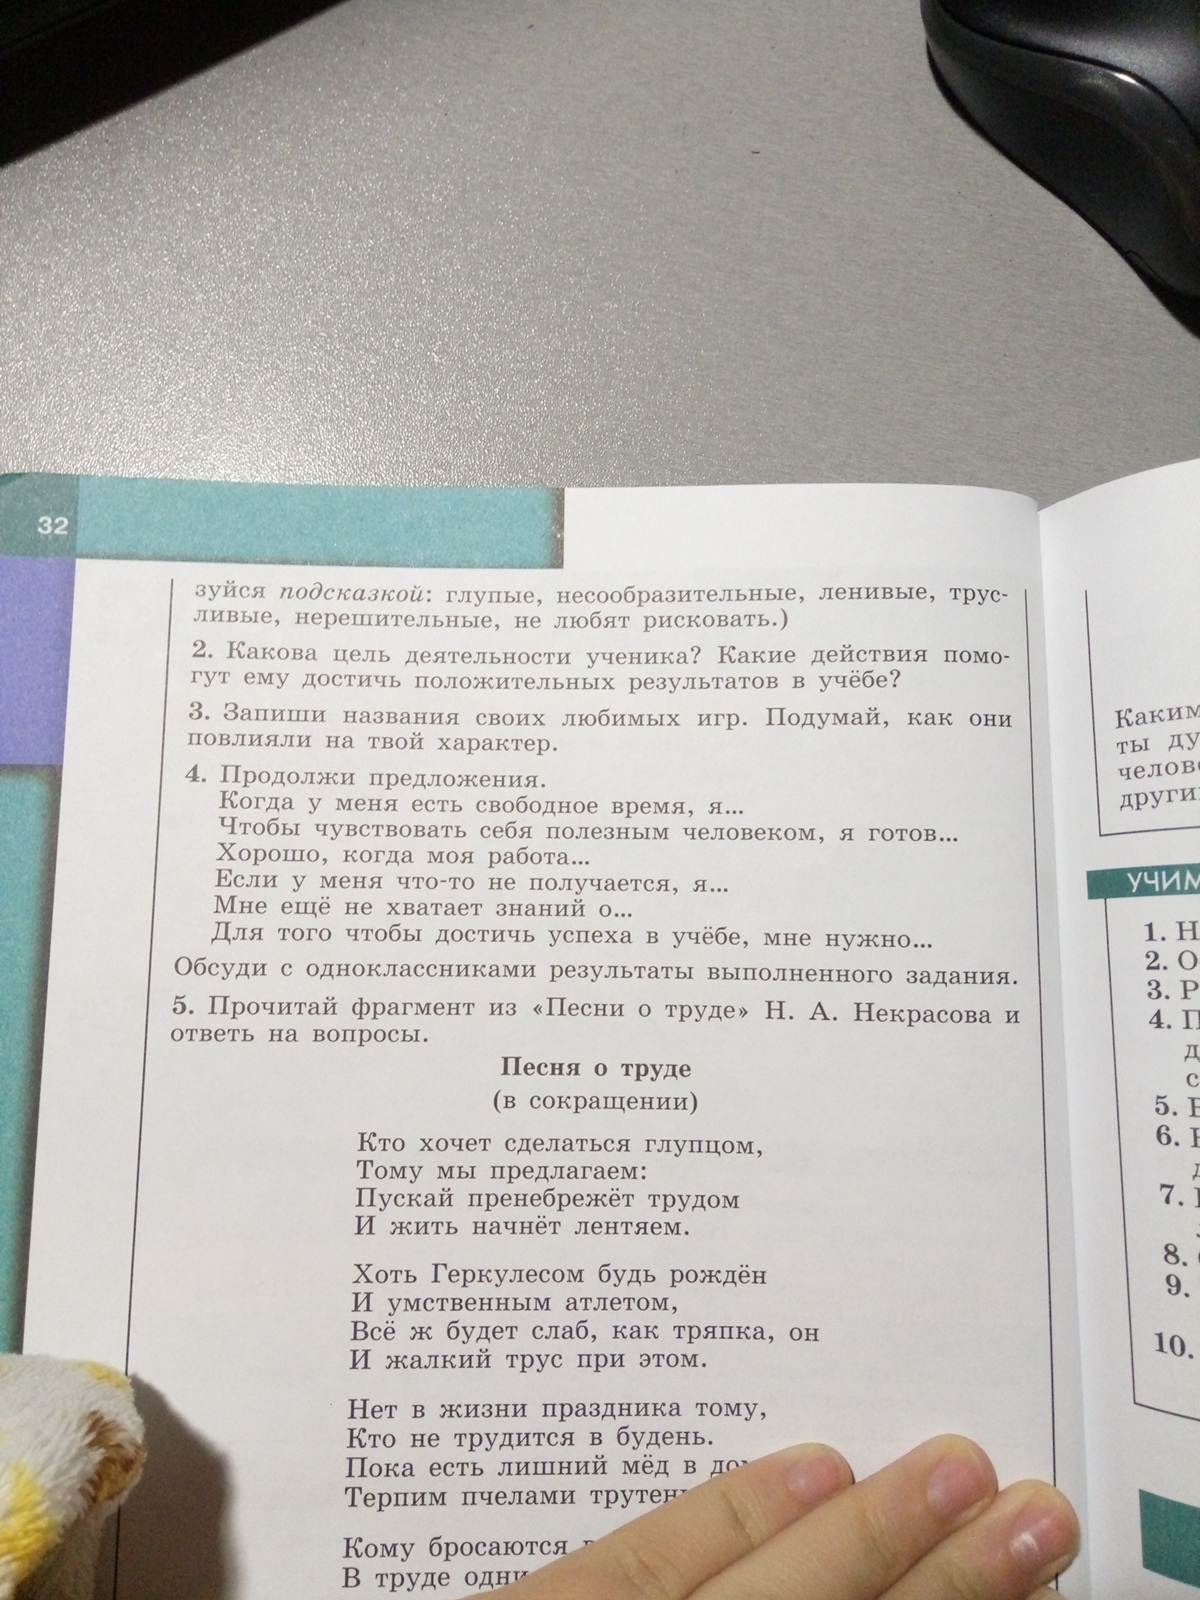 32
зуйся подсказкой: глупые, несообразительные, ленивые, трус-
ливые, нерешительные, не любят рисковать.)
2. Какова цель деятельности ученика? Какие действия помо-
гут ему достичь положительных результатов в учёбе?
3. Запиши названия своих любимых игр. Подумай, как они
повлияли на твой характер.
4. Продолжи предложения.
Когда у меня есть свободное время, я...
Чтобы чувствовать себя полезным человеком, я готов...
Хорошо, когда моя работа...
Если у меня что-то не получается, я...
Мне ещё не хватает знаний о...
Для того чтобы достичь успеха в учёбе, мне нужно...
Обсуди с одноклассниками результаты выполненного задания.
5. Прочитай фрагмент из «Песни о труде» Н. А. Некрасова и
ответь на вопросы.
Песня о труде
(в сокращении)
Кто хочет сделаться глупцом,
Тому мы предлагаем:
Пускай пренебрежёт трудом
И жить начнёт лентяем.
Хоть Геркулесом будь рождён
И умственным атлетом,
Всё ж будет слаб, как тряпка, он
И жалкий трус при этом.
Нет в жизни праздника тому,
Кто не трудится в будень.
Пока есть лишний мёд в
Терпим пчелами
Кому бросаются
В труде
ты
1.
2.
3.
4.
5.
6.
7.
8.
9.
10.